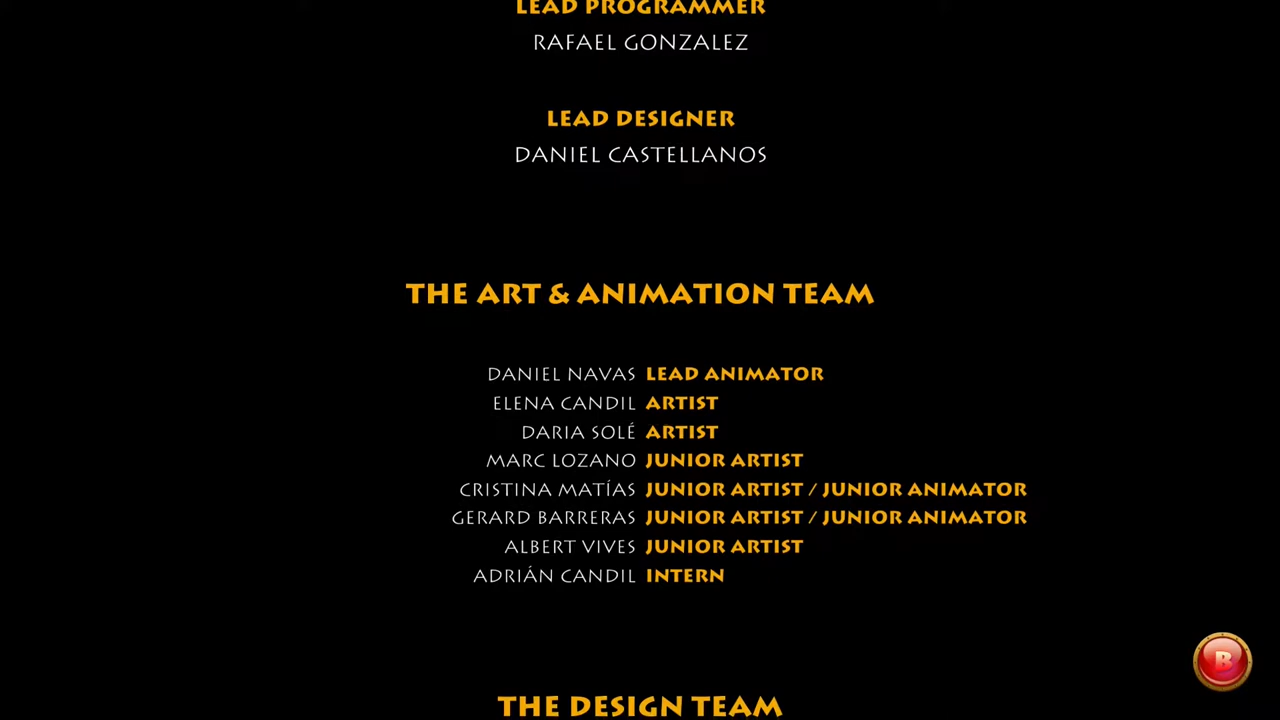 LEAD PROGRAMMER
RAFAEL GONZALEZ
LEAD DESIGNER
DANIEL CASTELLANOS
THE ART & ANIMATION TEAM
DANIEL NAVAS LEAD ANIMATOR
ELENA CANDIL ARTIST
DARIA SOLÉ ARTIST
MARC LOZANO JUNIOR ARTIST
CRISTINA MATÍAS JUNIOR ARTIST / JUNIOR ANIMATOR
GERARD BARRERAS JUNIOR ARTIST / JUNIOR ANIMATOR
ALBERT VIVES JUNIOR ARTIST
ADRIÁN CANDIL INTERN
B
THE DESIGN TEAM